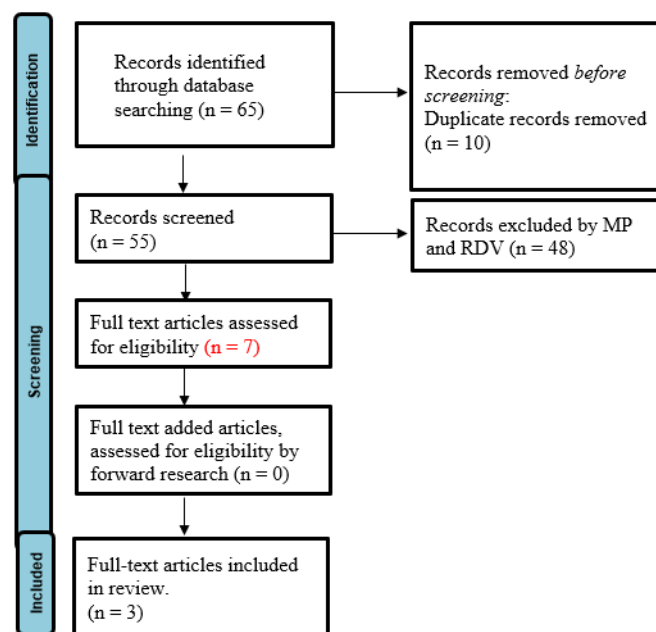 Identification
Records identified
through database
searching (n = 65)
Records removed before
screening:
Duplicate records removed
(n = 10)
Screening
Records screened
(n = 55)
Records excluded by MP
and RDV (n = 48)
Full text articles assessed
for eligibility (n = 7)
Full text added articles,
assessed for eligibility by
forward research (n = 0)
Included
Full-text articles included
in review.
(n = 3)